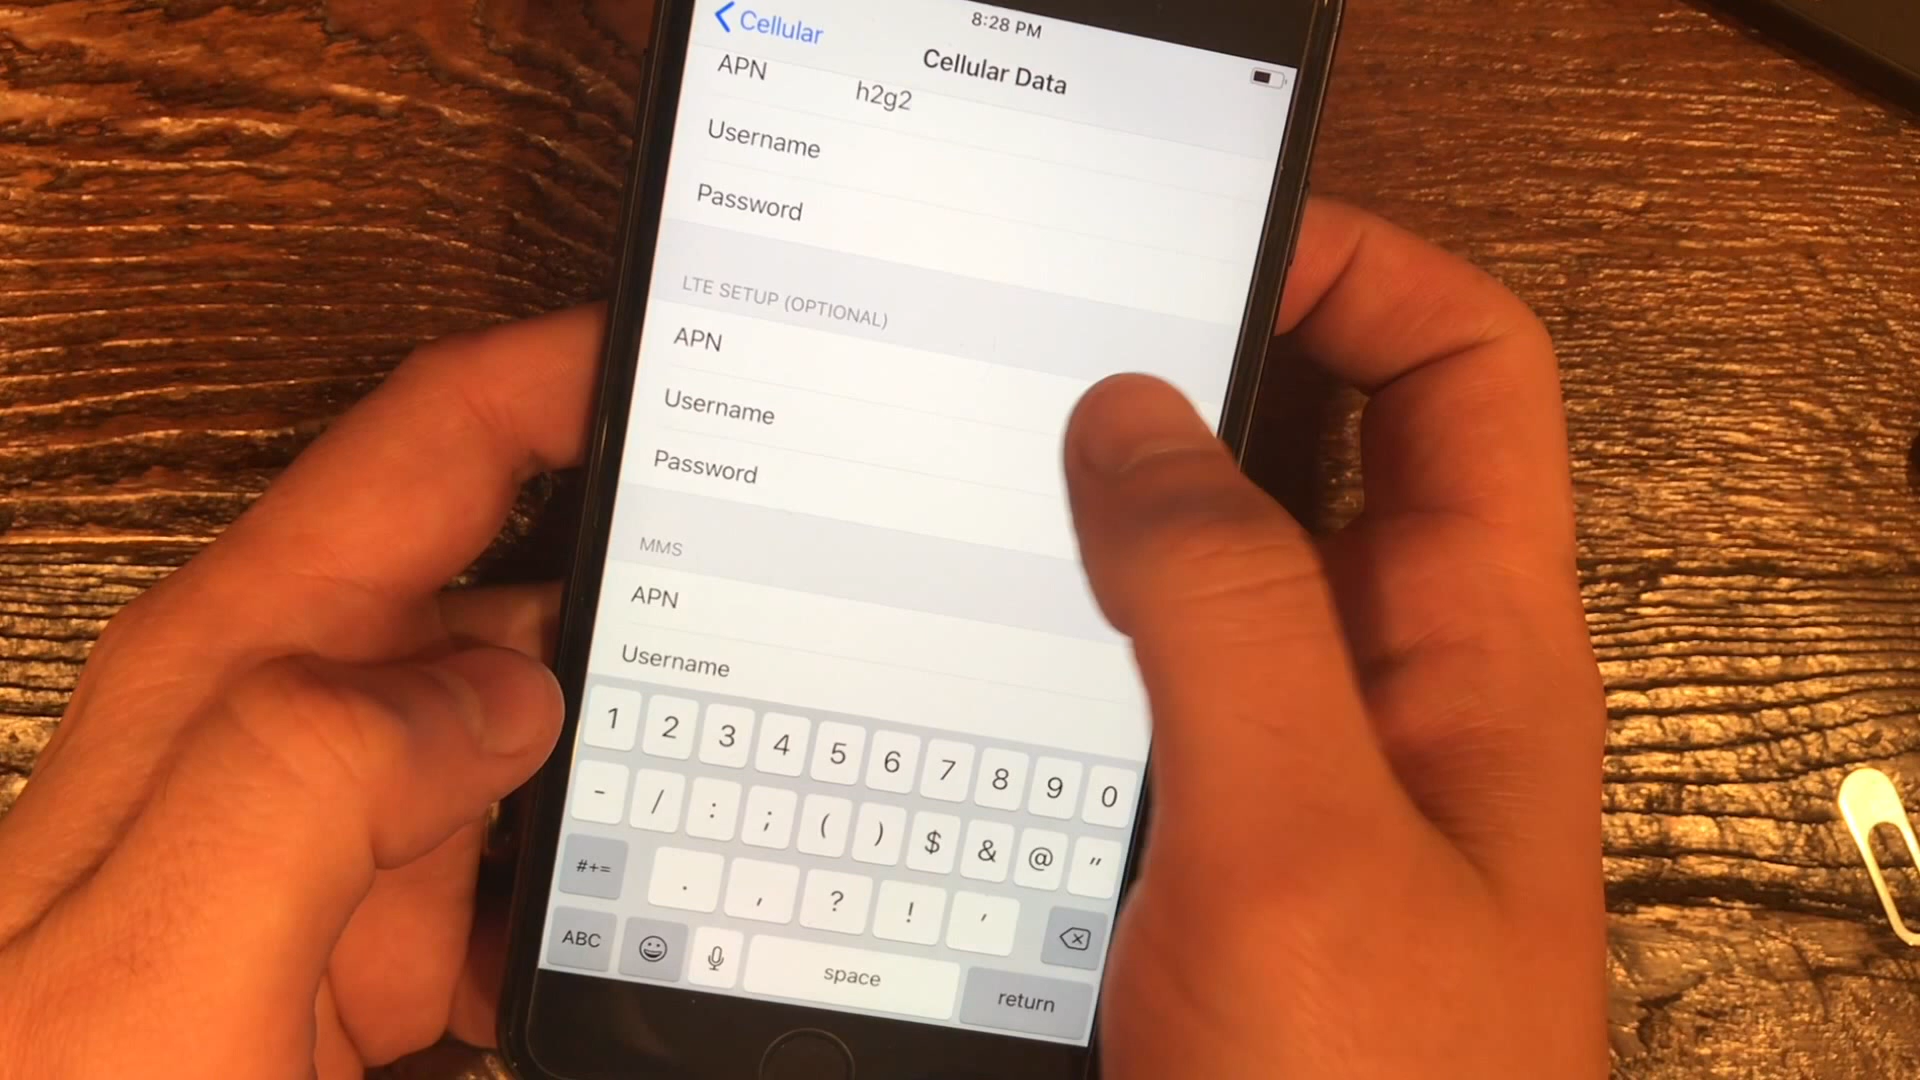 8:28 PM
Cellular
Cellular Data
APN h2g2
Username
Password
LTE SETUP (OPTIONAL)
APN
Username
Password
MMS
APN
Username
1 2 3 4 5 6 7 8 9 0
- / : ; ( ) $ & @ "
#+= . , ? ! '
ABC space return